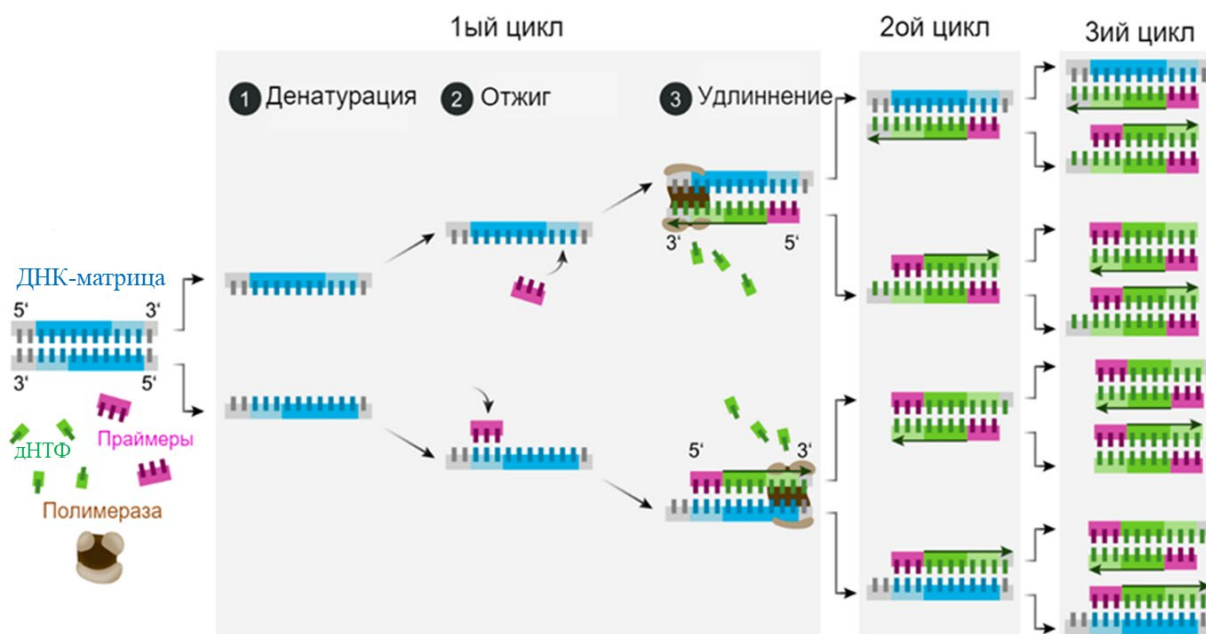 1ый цикл
2ой цикл
3ий цикл
1 Денатурация
2 Отжиг
3 Удлиннение
3‘ 5‘
ДНК-матрица
5‘ 3‘
3‘ 5‘
Праймеры
дНТФ
Полимераза
5‘ 3‘